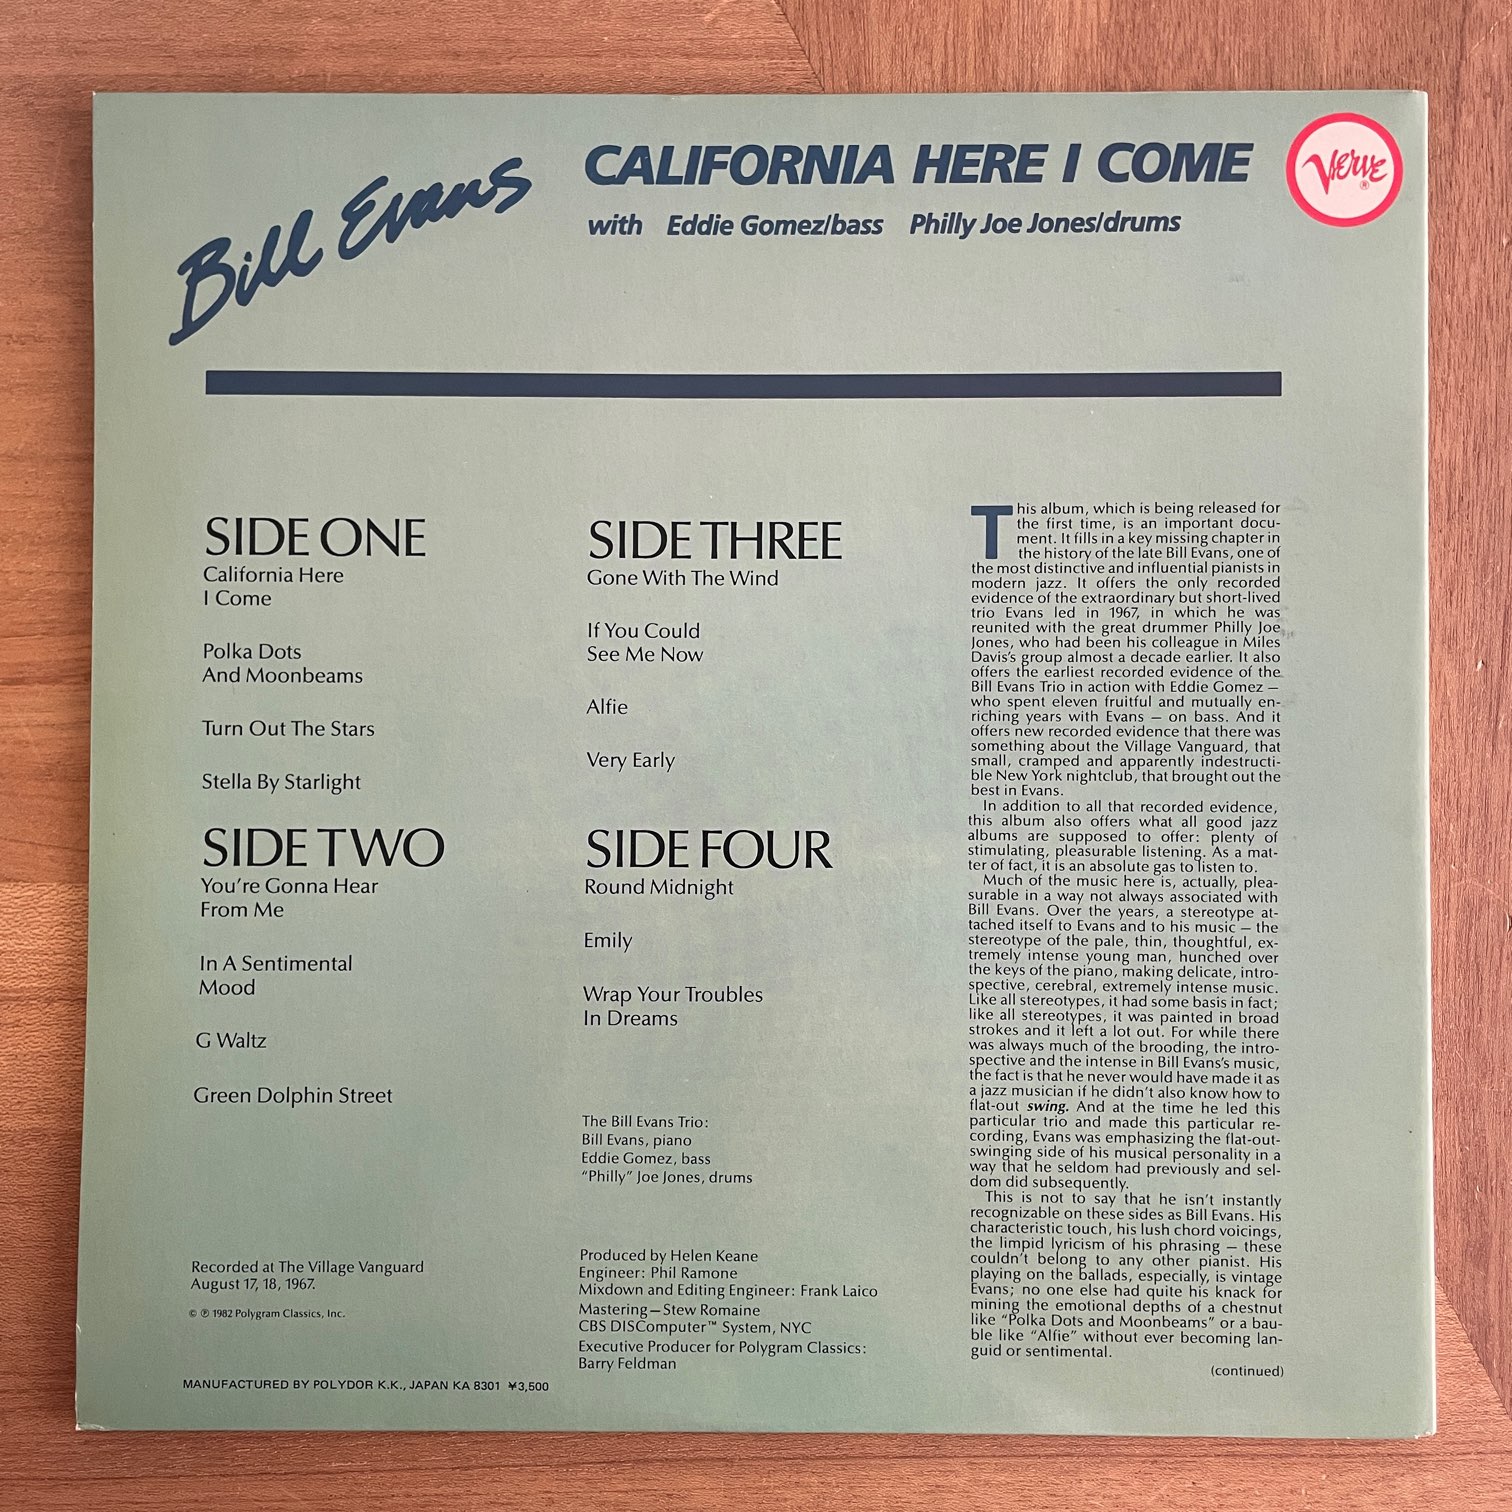 Bill Evans
CALIFORNIA HERE I COME
with Eddie Gomez/bass Philly Joe Jones/drums
Verve
®
SIDE ONE
California Here
I Come
Polka Dots
And Moonbeams
Turn Out The Stars
Stella By Starlight
SIDE TWO
You're Gonna Hear
From Me
In A Sentimental
Mood
G Waltz
Green Dolphin Street
Recorded at The Village Vanguard
August 17, 18, 1967.
© ℗ 1982 Polygram Classics, Inc.
MANUFACTURED BY POLYDOR K.K., JAPAN KA 8301 ¥3,500
SIDE THREE
Gone With The Wind
If You Could
See Me Now
Alfie
Very Early
SIDE FOUR
Round Midnight
Emily
Wrap Your Troubles
In Dreams
The Bill Evans Trio:
Bill Evans, piano
Eddie Gomez, bass
"Philly" Joe Jones, drums
Produced by Helen Keane
Engineer: Phil Ramone
Mixdown and Editing Engineer: Frank Laico
Mastering—Stew Romaine
CBS DISComputer™ System, NYC
Executive Producer for Polygram Classics:
Barry Feldman
This album, which is being released for
the first time, is an important docu-
ment. It fills in a key missing chapter in
the history of the late Bill Evans, one of
the most distinctive and influential pianists in
modern jazz. It offers the only recorded
evidence of the extraordinary but short-lived
trio Evans led in 1967, in which he was
reunited with the great drummer Philly Joe
Jones, who had been his colleague in Miles
Davis's group almost a decade earlier. It also
offers the earliest recorded evidence of the
Bill Evans Trio in action with Eddie Gomez —
who spent eleven fruitful and mutually en-
riching years with Evans — on bass. And it
offers new recorded evidence that there was
something about the Village Vanguard, that
small, cramped and apparently indestructi-
ble New York nightclub, that brought out the
best in Evans.
In addition to all that recorded evidence,
this album also offers what all good jazz
albums are supposed to offer: plenty of
stimulating, pleasurable listening. As a mat-
ter of fact, it is an absolute gas to listen to.
Much of the music here is, actually, plea-
surable in a way not always associated with
Bill Evans. Over the years, a stereotype at-
tached itself to Evans and to his music — the
stereotype of the pale, thin, thoughtful, ex-
tremely intense young man, hunched over
the keys of the piano, making delicate, intro-
spective, cerebral, extremely intense music.
Like all stereotypes, it had some basis in fact;
like all stereotypes, it was painted in broad
strokes and it left a lot out. For while there
was always much of the brooding, the intro-
spective and the intense in Bill Evans's music,
the fact is that he never would have made it as
a jazz musician if he didn't also know how to
flat-out swing. And at the time he led this
particular trio and made this particular re-
cording, Evans was emphasizing the flat-out-
swinging side of his musical personality in a
way that he seldom had previously and sel-
dom did subsequently.
This is not to say that he isn't instantly
recognizable on these sides as Bill Evans. His
characteristic touch, his lush chord voicings,
the limpid lyricism of his phrasing — these
couldn't belong to any other pianist. His
playing on the ballads, especially, is vintage
Evans; no one else had quite his knack for
mining the emotional depths of a chestnut
like "Polka Dots and Moonbeams" or a bau-
ble like "Alfie" without ever becoming lan-
guid or sentimental.
(continued)